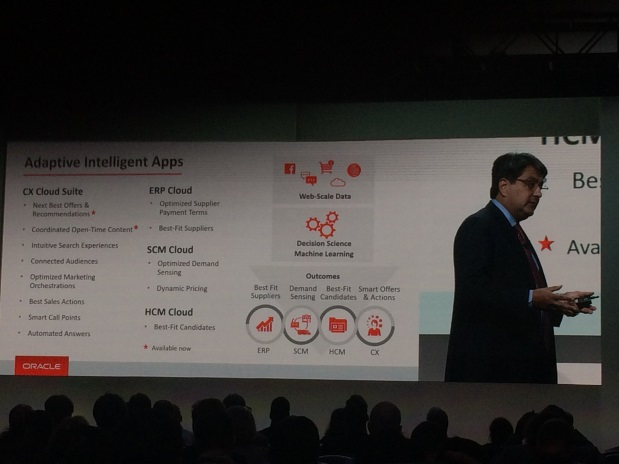 Adaptive Intelligent Apps
CX Cloud Suite
Next Best Offers &
Recommendations *
Coordinated Open-Time Content *
Intuitive Search Experiences
Connected Audiences
Optimized Marketing
Orchestrations
Best Sales Actions
Smart Call Points
Automated Answers
ERP Cloud
Optimized Supplier
Payment Terms
Best-Fit Suppliers
SCM Cloud
Optimized Demand
Sensing
Dynamic Pricing
HCM Cloud
Best-Fit Candidates
* Available now
Web-Scale Data
Decision Science
Machine Learning
Outcomes
Best Fit
Suppliers
Demand
Sensing
Best-Fit
Candidates
Smart Offers
& Actions
ERP
SCM
HCM
CX
ORACLE
HCM
Bes
Ava